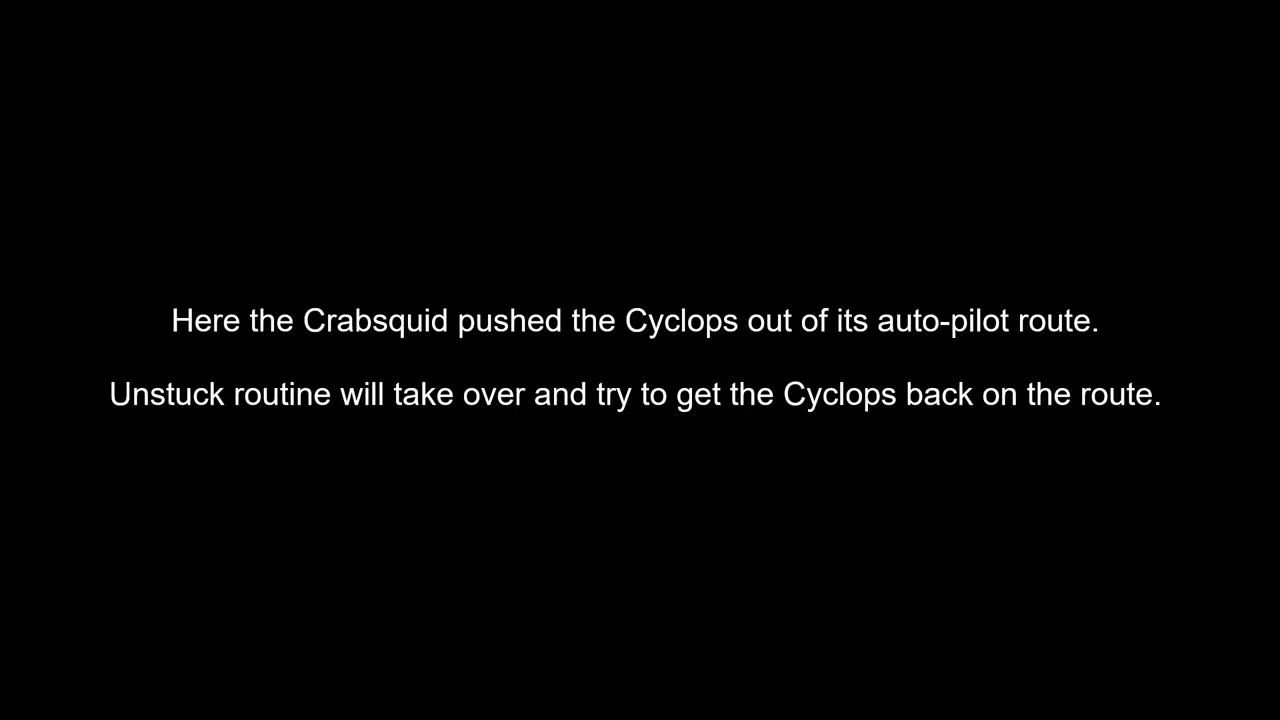 Here the Crabsquid pushed the Cyclops out of its auto-pilot route.
Unstuck routine will take over and try to get the Cyclops back on the route.